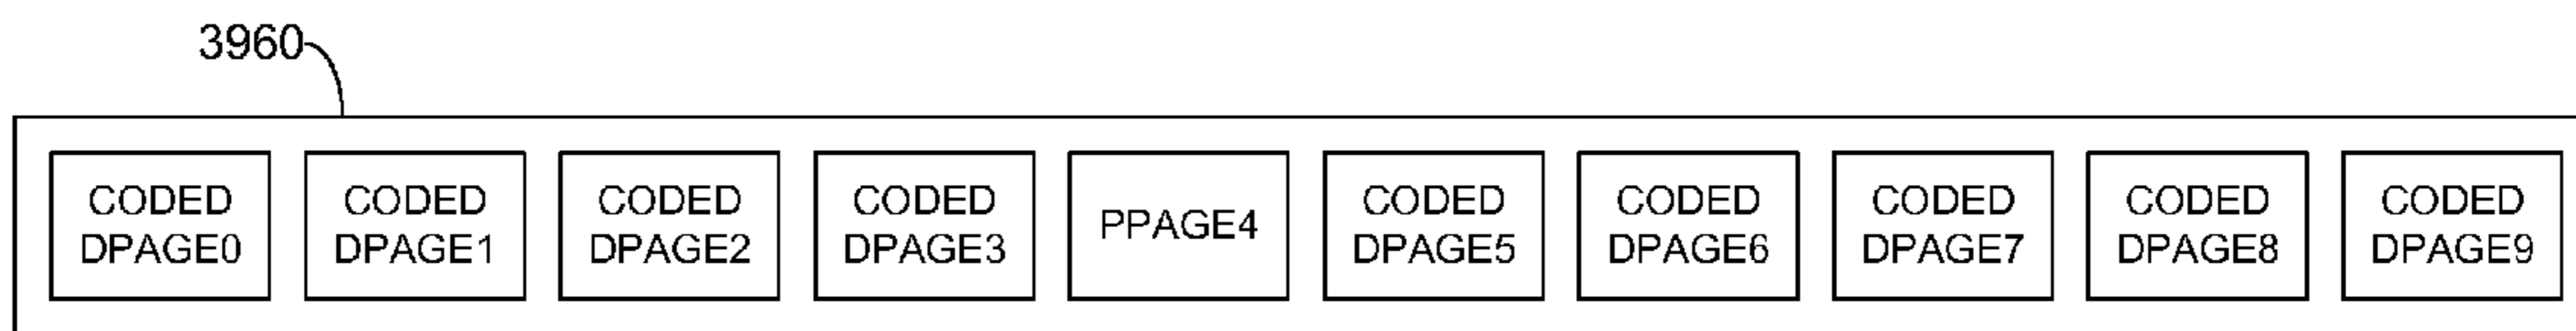 3960
CODED CODED CODED CODED PPAGE4 CODED CODED CODED CODED CODED
DPAGE0 DPAGE1 DPAGE2 DPAGE3 DPAGE5 DPAGE6 DPAGE7 DPAGE8 DPAGE9